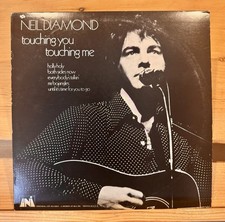 NEIL DIAMOND
touching you
touching me
holly holy
both sides now
everybody's talkin
mr. bojangles
until it's time for you to go
UNI